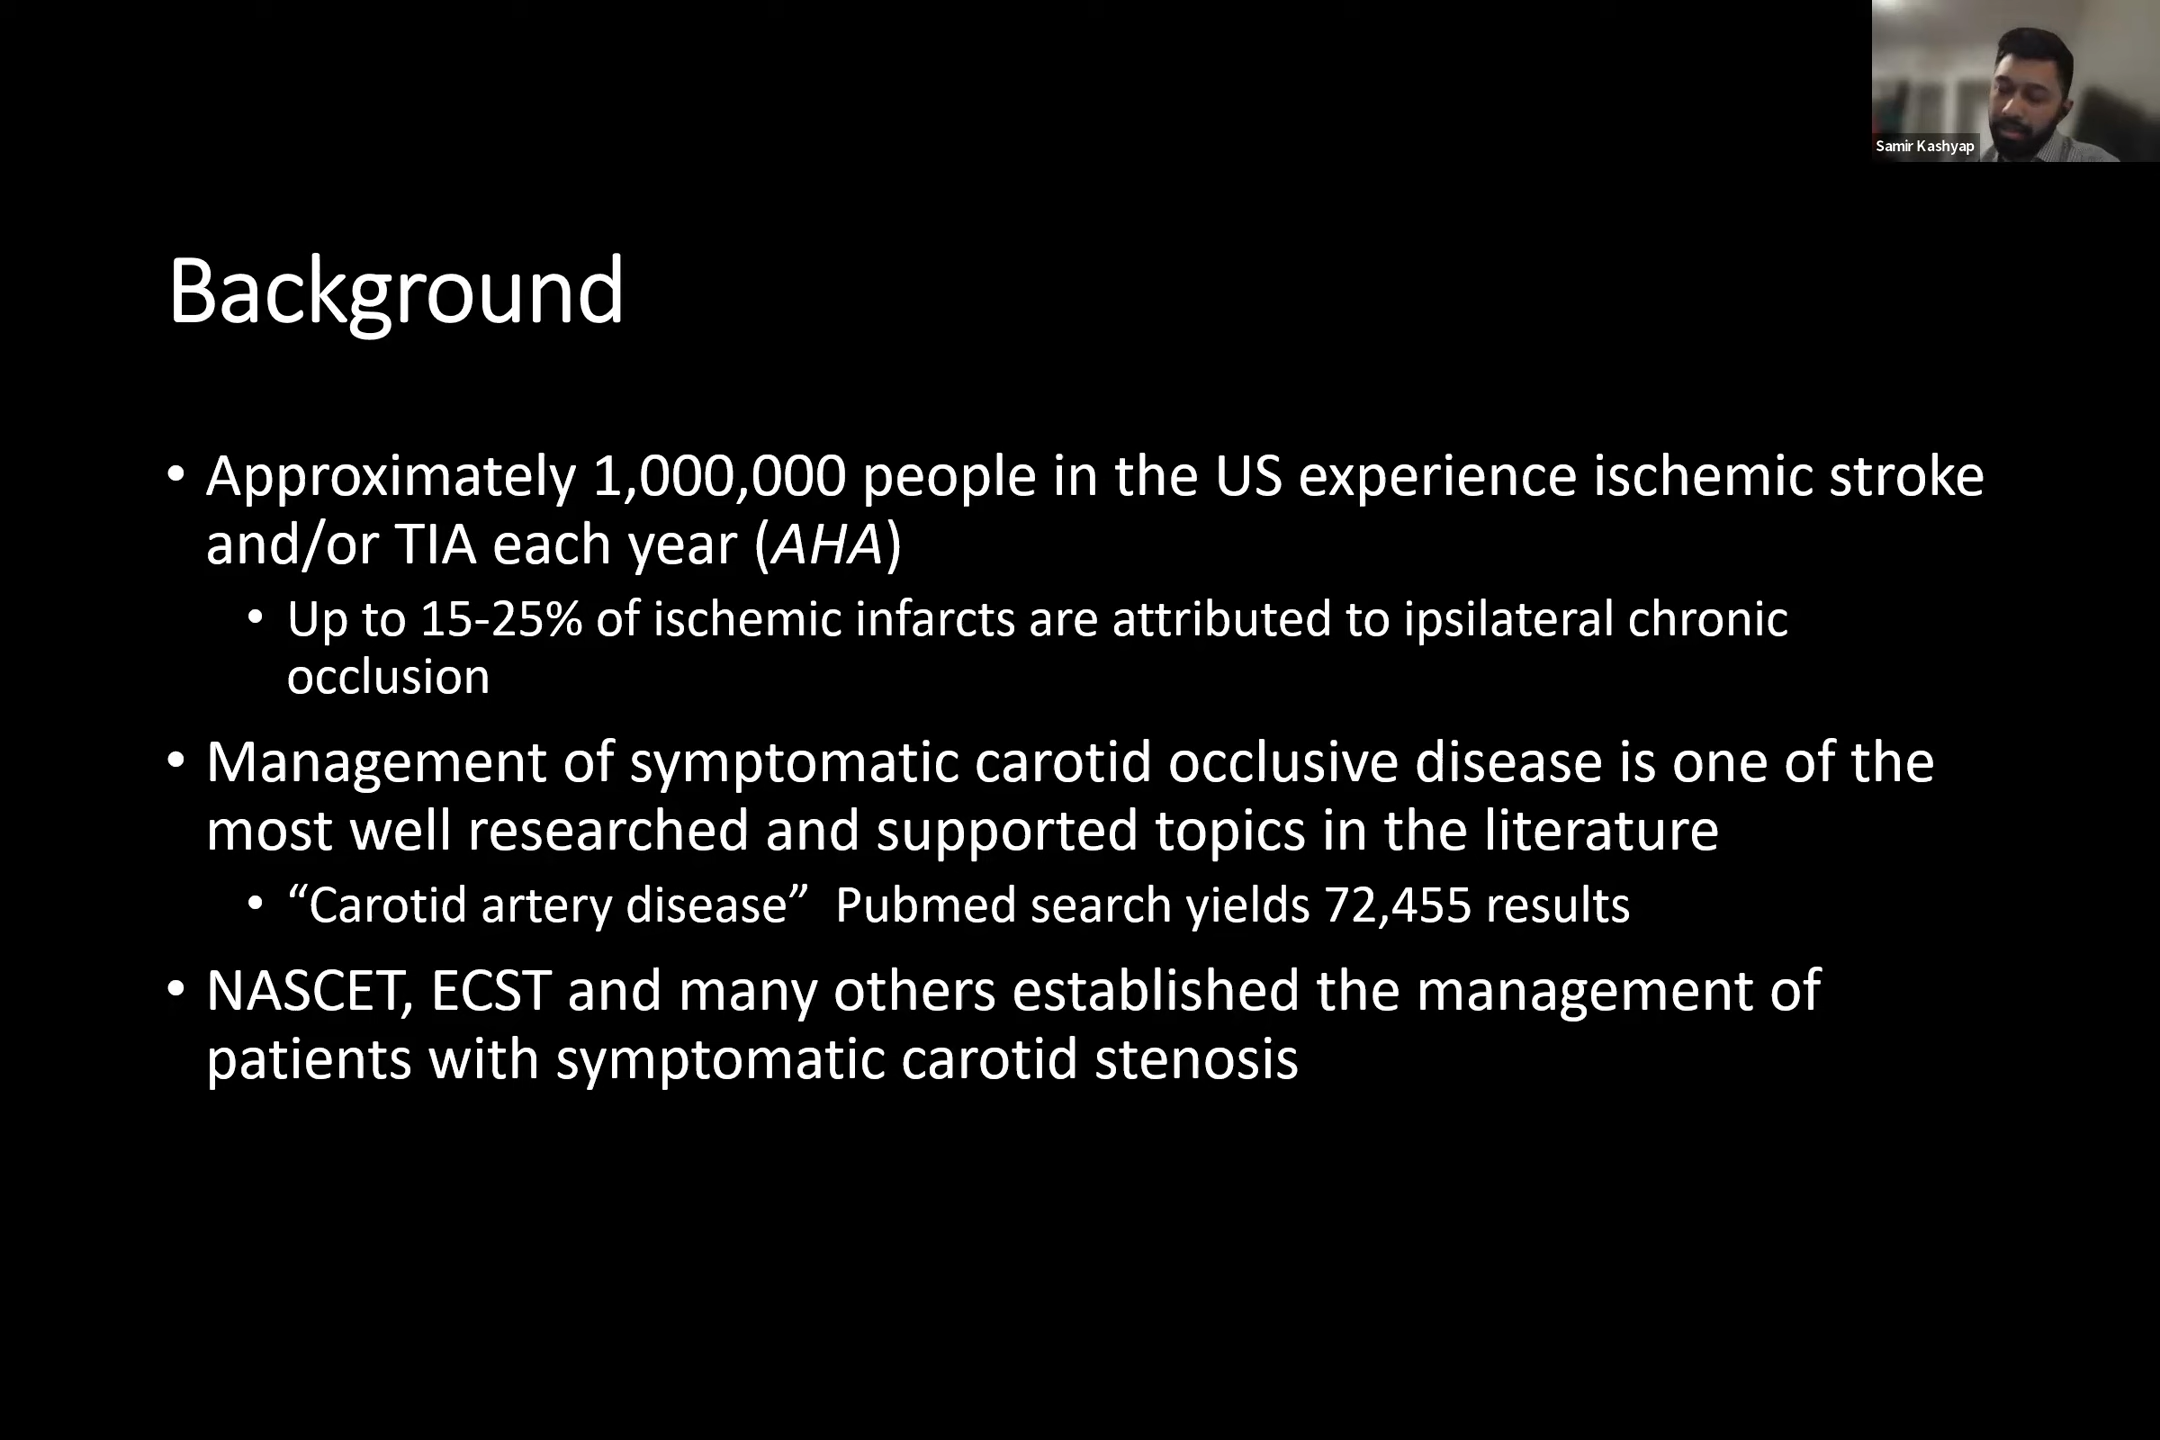 Samir Kashyap
Background
• Approximately 1,000,000 people in the US experience ischemic stroke
and/or TIA each year (AHA)
• Up to 15-25% of ischemic infarcts are attributed to ipsilateral chronic
occlusion
• Management of symptomatic carotid occlusive disease is one of the
most well researched and supported topics in the literature
• “Carotid artery disease”  Pubmed search yields 72,455 results
• NASCET, ECST and many others established the management of
patients with symptomatic carotid stenosis